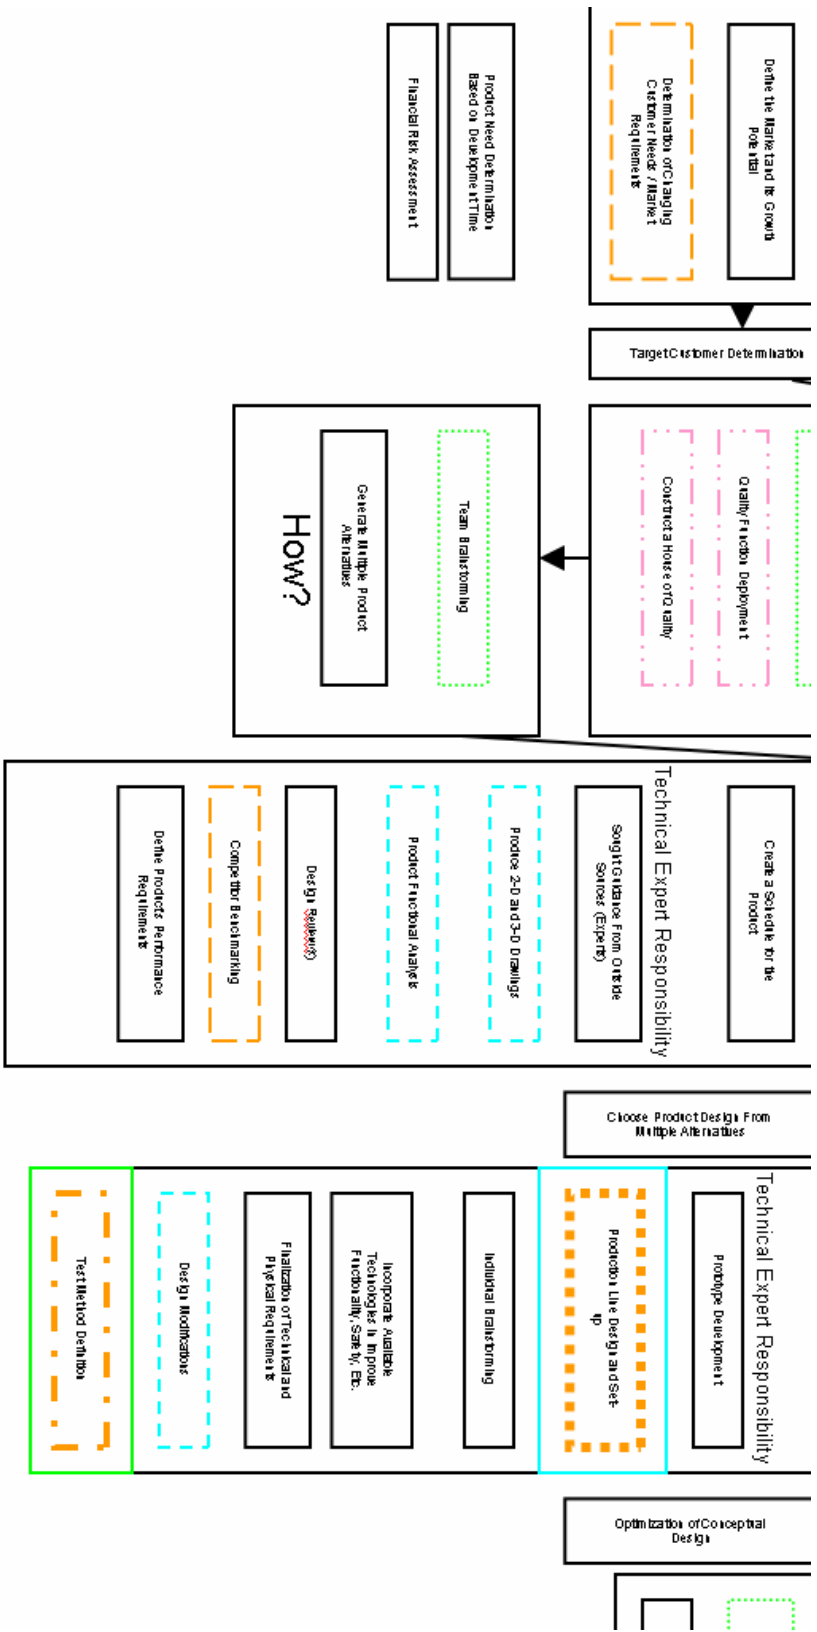 Define the Market and Its Growth
Potential
Determination of Changing
Customer Needs / Market
Requirements
Product Need Determination
Based on Development Time
Financial Risk Assessment
Target Customer Determination
Quality Function Deployment
Construct a House of Quality
Team Brainstorming
Generate Multiple Product
Alternatives
How?
Create a Schedule for the
Product
Technical Expert Responsibility
Sought Guidance From Outside
Sources (Experts)
Produce 2-D and 3-D Drawings
Product Functional Analysis
Design Review(s)
Competitor Benchmarking
Define Products Performance
Requirements
Choose Product Design From
Multiple Alternatives
Technical Expert Responsibility
Prototype Development
Production Line Design and Set-
up
Individual Brainstorming
Incorporate Available
Technologies to Improve
Functionality, Safety, Etc.
Finalization of Technical and
Physical Requirements
Design Modifications
Test Method Definition
Optimization of Conceptual
Design